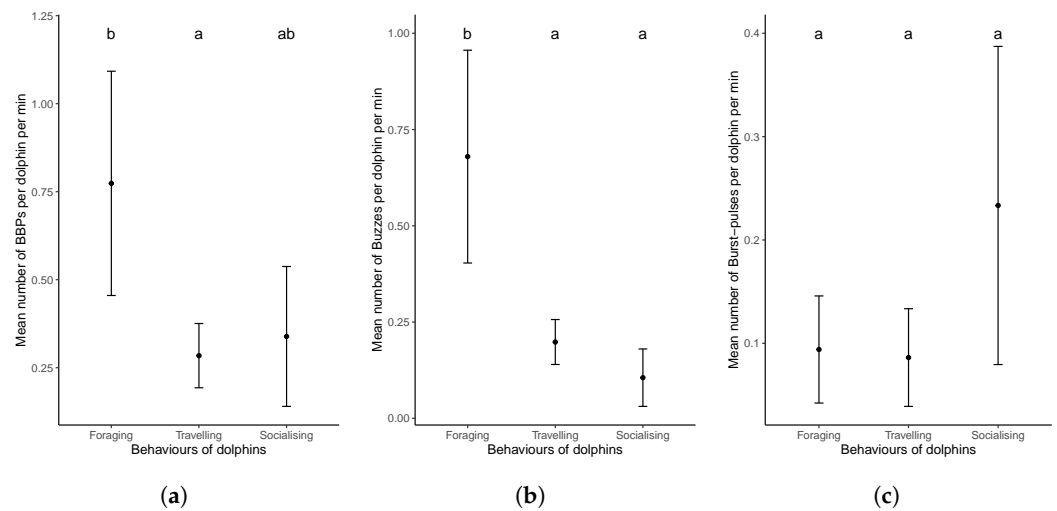 Mean number of BBPs per dolphin per min
1.25
1.00
0.75
0.50
0.25
b a ab
Foraging Travelling Socialising
Behaviours of dolphins
(a)
Mean number of Buzzes per dolphin per min
1.00
0.75
0.50
0.25
0.00
b a a
Foraging Travelling Socialising
Behaviours of dolphins
(b)
Mean number of Burst−pulses per dolphin per min
0.4
0.3
0.2
0.1
a a a
Foraging Travelling Socialising
Behaviours of dolphins
(c)